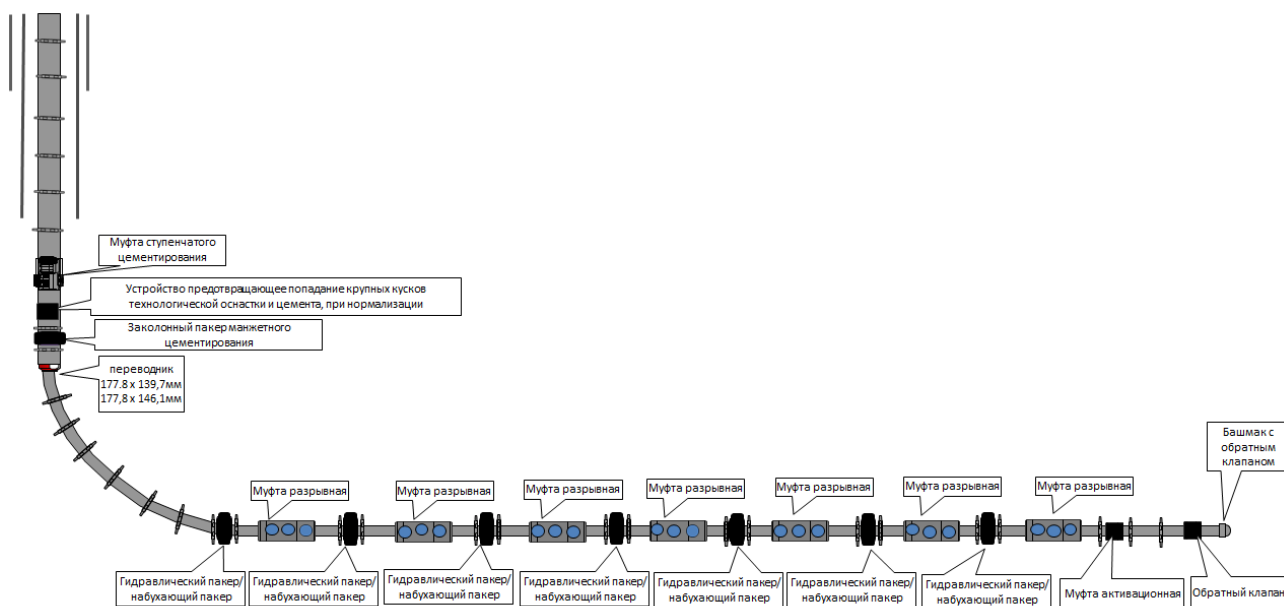 Муфта ступенчатого
цементирования
Устройство предотвращающее попадание крупных кусков
технологической оснастки и цемента, при нормализации
Заколонный пакер манжетного
цементирования
переводник
177.8 х 139,7мм
177,8 х 146,1мм
Башмак с
обратным
клапаном
Муфта разрывная
Муфта разрывная
Муфта разрывная
Муфта разрывная
Муфта разрывная
Муфта разрывная
Муфта разрывная
Гидравлический пакер/
набухающий пакер
Гидравлический пакер/
набухающий пакер
Гидравлический пакер/
набухающий пакер
Гидравлический пакер/
набухающий пакер
Гидравлический пакер/
набухающий пакер
Гидравлический пакер/
набухающий пакер
Гидравлический пакер/
набухающий пакер
Муфта активационная
Обратный клапан